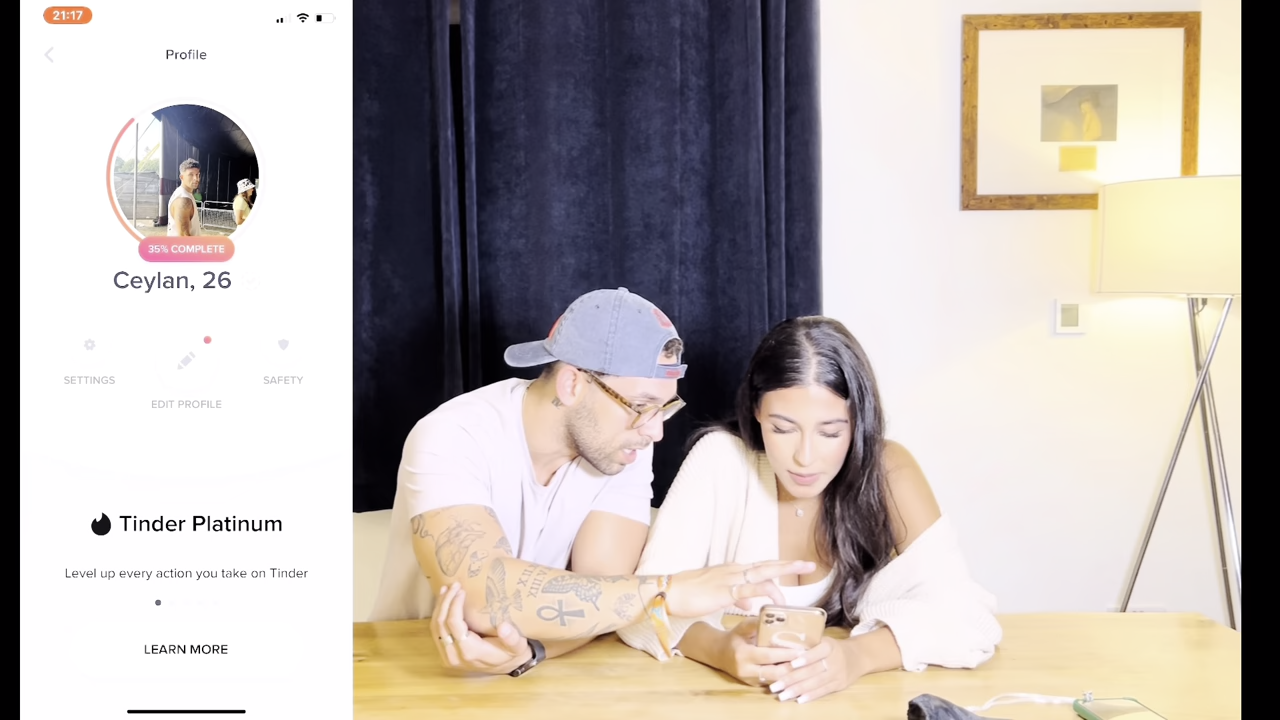 21:17
Profile
35% COMPLETE
Ceylan, 26
SETTINGS
SAFETY
EDIT PROFILE
Tinder Platinum
Level up every action you take on Tinder
LEARN MORE